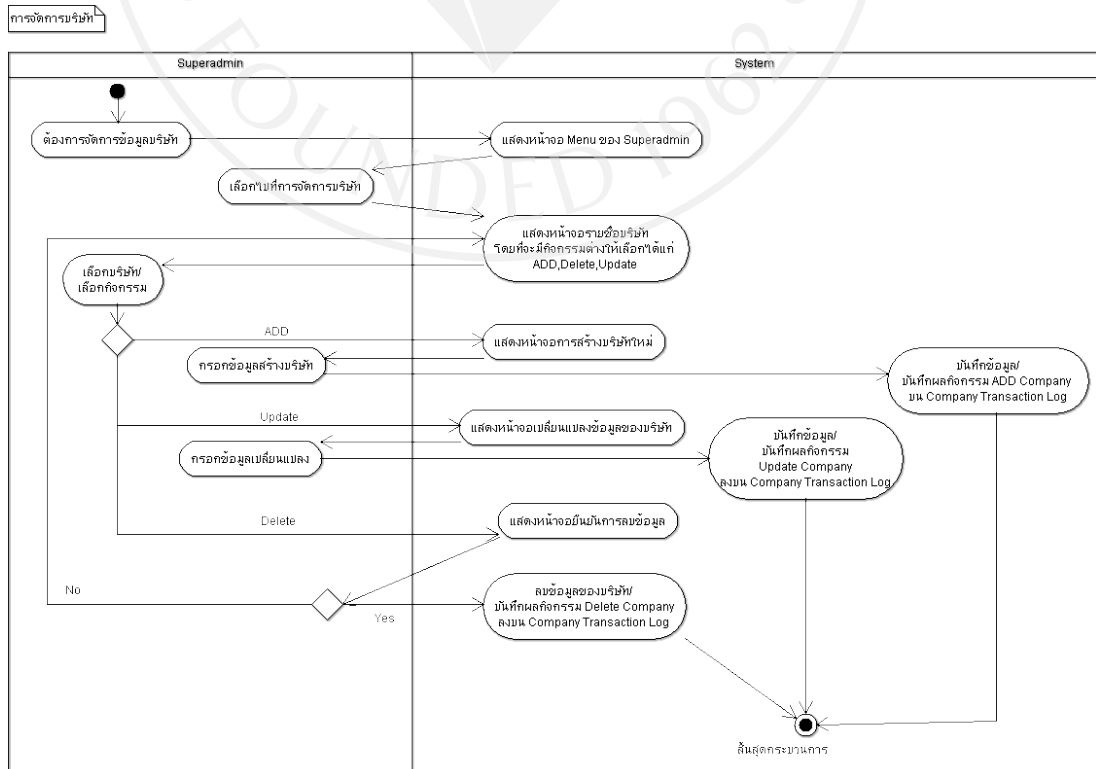 การจัดการบริษัท
Superadmin
System
ต้องการจัดการข้อมูลบริษัท
แสดงหน้าจอ Menu ของ Superadmin
เลือกไปที่การจัดการบริษัท
แสดงหน้าจอรายชื่อบริษัท
โดยที่จะมีกิจกรรมต่างให้เลือกได้แก่
ADD,Delete,Update
เลือกบริษัท/
เลือกกิจกรรม
ADD
แสดงหน้าจอการสร้างบริษัทใหม่
กรอกข้อมูลสร้างบริษัท
บันทึกข้อมูล/
บันทึกผลกิจกรรม ADD Company
บน Company Transaction Log
Update
แสดงหน้าจอเปลี่ยนแปลงข้อมูลของบริษัท
กรอกข้อมูลเปลี่ยนแปลง
บันทึกข้อมูล/
บันทึกผลกิจกรรม
Update Company
ลงบน Company Transaction Log
Delete
แสดงหน้าจอยืนยันการลบข้อมูล
No
Yes
ลบข้อมูลของบริษัท/
บันทึกผลกิจกรรม Delete Company
ลงบน Company Transaction Log
สิ้นสุดกระบวนการ
FOUNDED 1962